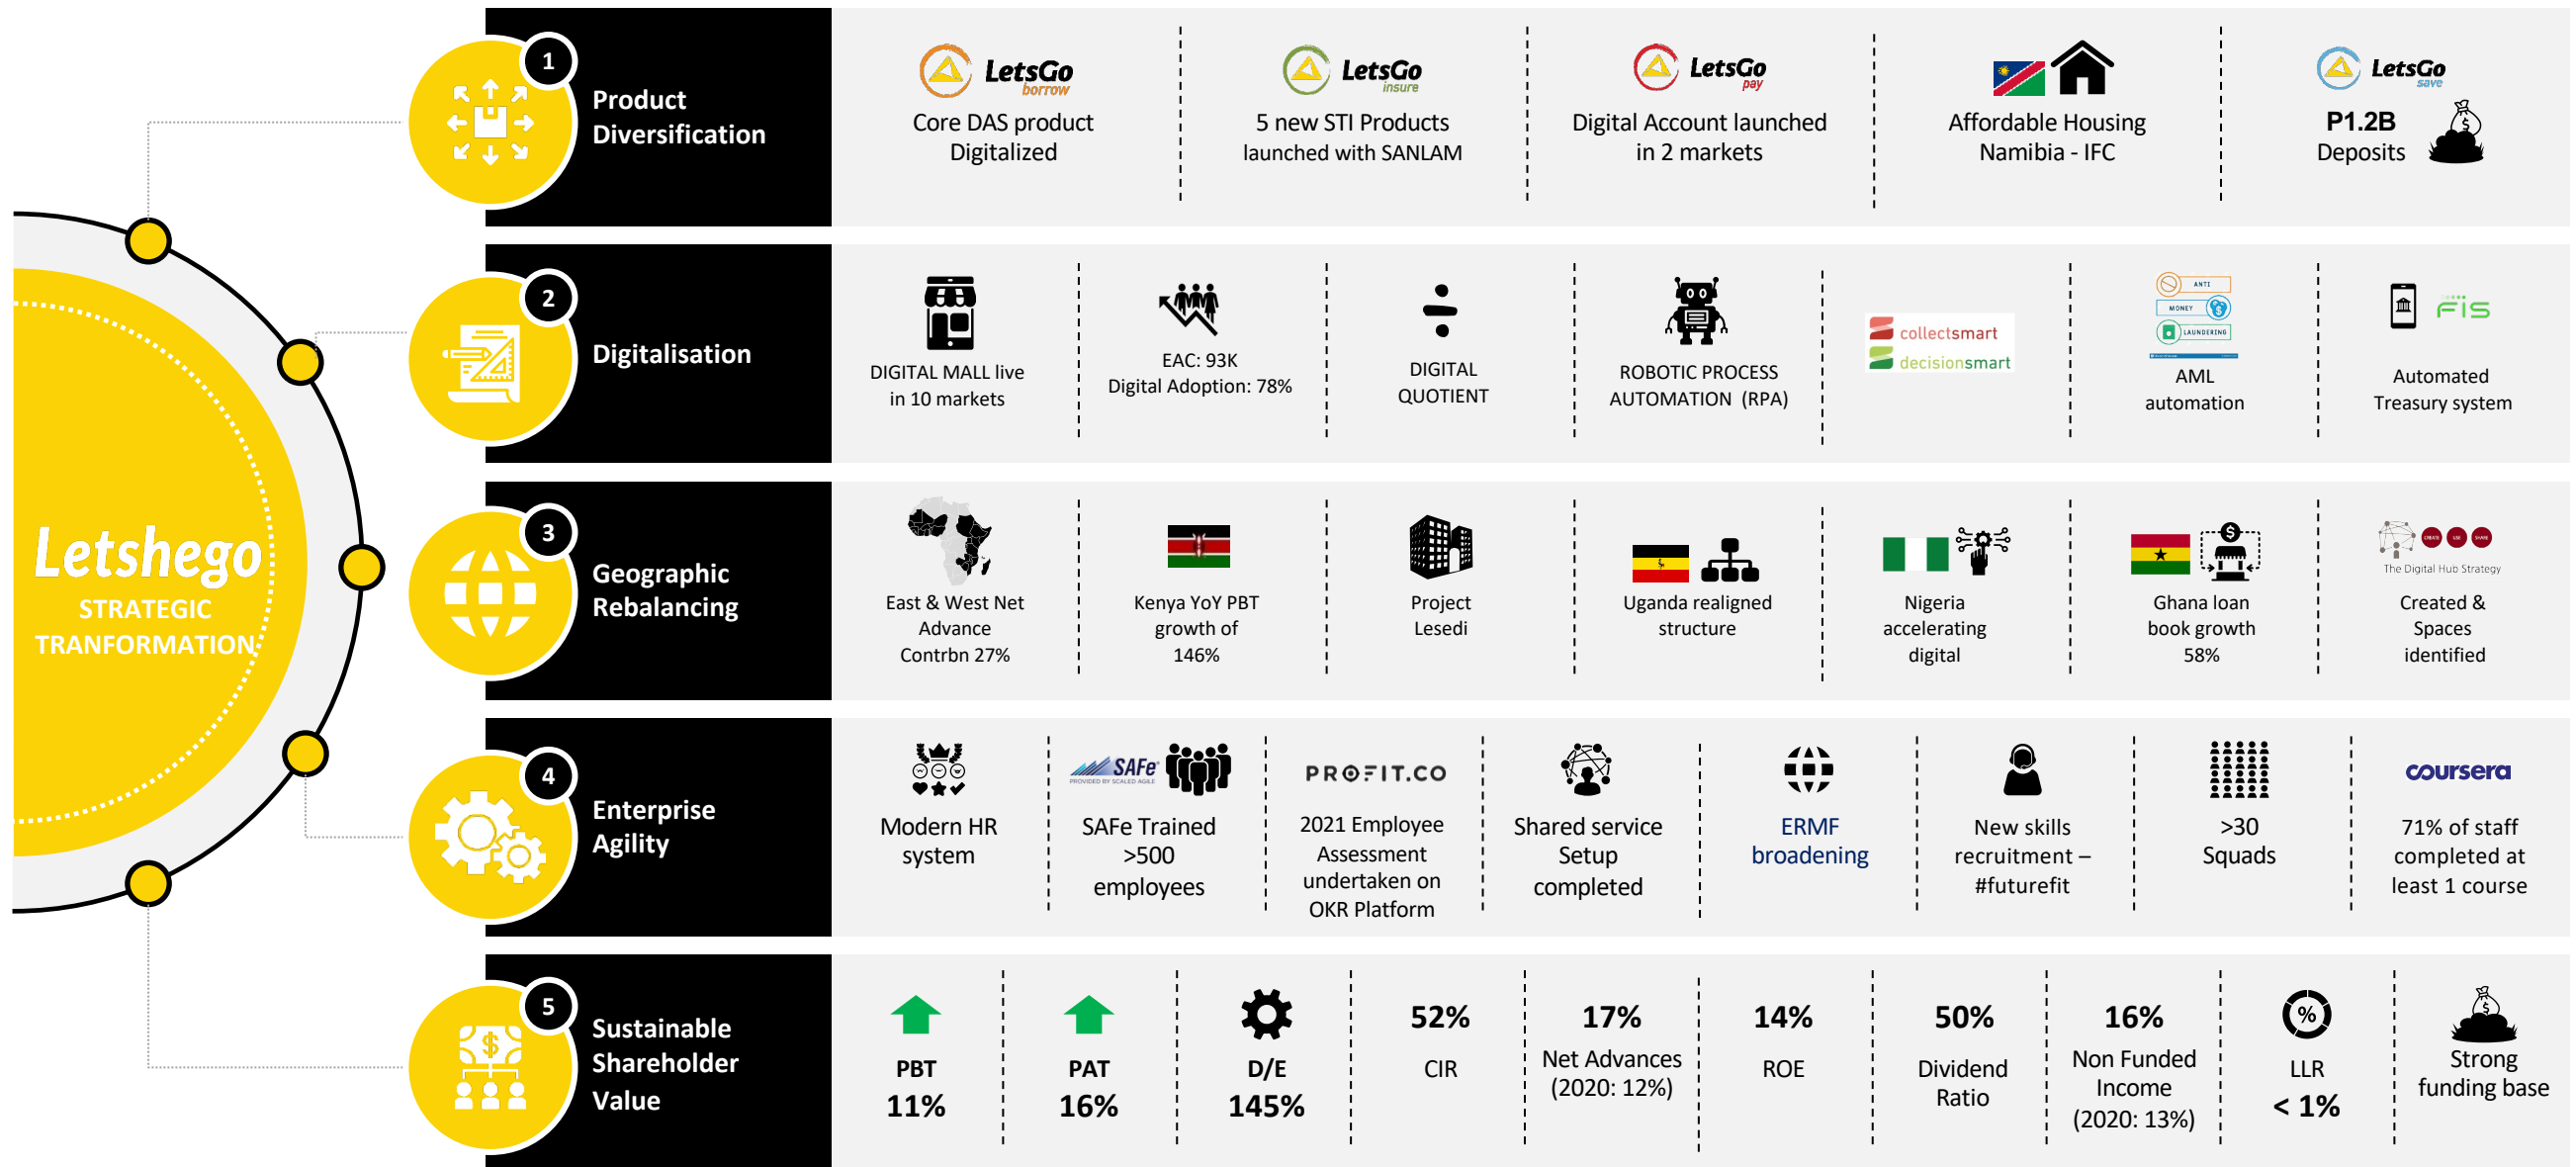 Letshego
STRATEGIC
TRANFORMATION
1
Product
Diversification
LetsGo
borrow
Core DAS product
Digitalized
LetsGo
insure
5 new STI Products
launched with SANLAM
LetsGo
pay
Digital Account launched
in 2 markets
Affordable Housing
Namibia - IFC
LetsGo
save
P1.2B
Deposits
$
2
Digitalisation
DIGITAL MALL live
in 10 markets
EAC: 93K
Digital Adoption: 78%
DIGITAL
QUOTIENT
ROBOTIC PROCESS
AUTOMATION (RPA)
collectsmart
decisionsmart
ANTI
MONEY
LAUNDERING
AML
automation
FIS
Automated
Treasury system
3
Geographic
Rebalancing
East & West Net
Advance
Contrbn 27%
Kenya YoY PBT
growth of
146%
Project
Lesedi
Uganda realigned
structure
Nigeria
accelerating
digital
$
Ghana loan
book growth
58%
CREATE USE SHARE
The Digital Hub Strategy
Created &
Spaces
identified
4
Enterprise
Agility
Modern HR
system
SAFe®
PROVIDED BY SCALED AGILE
SAFe Trained
>500
employees
PROFIT.CO
2021 Employee
Assessment
undertaken on
OKR Platform
Shared service
Setup
completed
ERMF
broadening
New skills
recruitment –
#futurefit
>30
Squads
coursera
71% of staff
completed at
least 1 course
5
$
Sustainable
Shareholder
Value
PBT
11%
PAT
16%
D/E
145%
52%
CIR
17%
Net Advances
(2020: 12%)
14%
ROE
50%
Dividend
Ratio
16%
Non Funded
Income
(2020: 13%)
%
LLR
< 1%
$
Strong
funding base